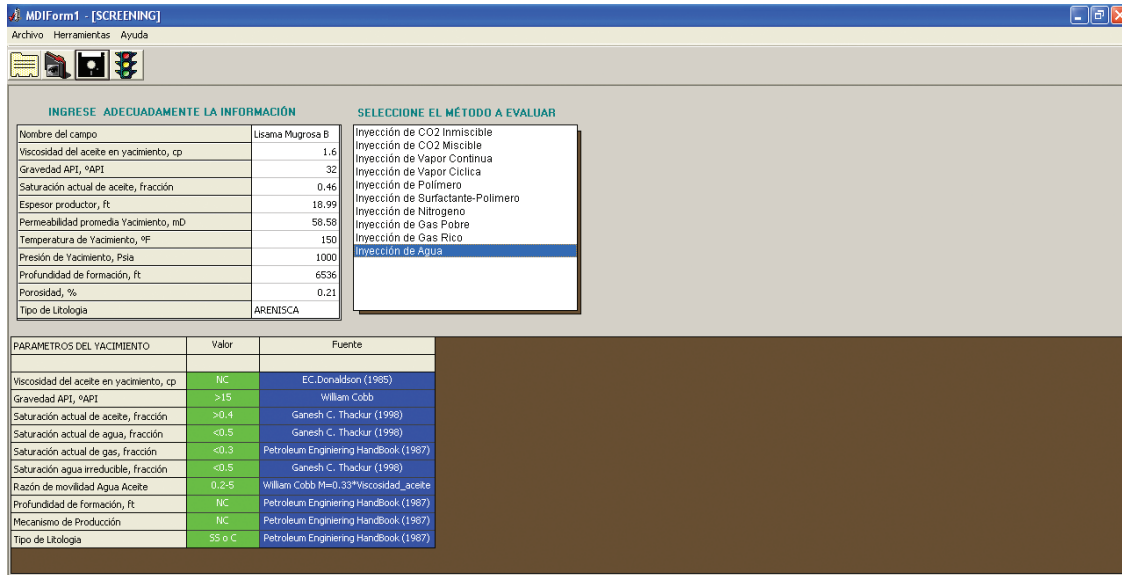 MDIForm1 - [SCREENING]
Archivo Herramientas Ayuda
INGRESE ADECUADAMENTE LA INFORMACIÓN
Nombre del campo Lisama Mugrosa B
Viscosidad del aceite en yacimiento, cp 1.6
Gravedad API, ºAPI 32
Saturación actual de aceite, fracción 0.46
Espesor productor, ft 18.99
Permeabilidad promedia Yacimiento, mD 58.58
Temperatura de Yacimiento, ºF 150
Presión de Yacimiento, Psia 1000
Profundidad de formación, ft 6536
Porosidad, % 0.21
Tipo de Litologia ARENISCA
SELECCIONE EL MÉTODO A EVALUAR
Inyección de CO2 Inmiscible
Inyección de CO2 Miscible
Inyección de Vapor Continua
Inyección de Vapor Ciclica
Inyección de Polímero
Inyección de Surfactante-Polimero
Inyección de Nitrogeno
Inyección de Gas Pobre
Inyección de Gas Rico
Inyección de Agua
PARAMETROS DEL YACIMIENTO Valor Fuente
Viscosidad del aceite en yacimiento, cp NC EC.Donaldson (1985)
Gravedad API, ºAPI >15 William Cobb
Saturación actual de aceite, fracción >0.4 Ganesh C. Thackur (1998)
Saturación actual de agua, fracción <0.5 Ganesh C. Thackur (1998)
Saturación actual de gas, fracción <0.3 Petroleum Enginiering HandBook (1987)
Saturación agua irreducible, fracción <0.5 Ganesh C. Thackur (1998)
Razón de movilidad Agua Aceite 0.2-5 William Cobb M=0.33*Viscosidad_aceite
Profundidad de formación, ft NC Petroleum Enginiering HandBook (1987)
Mecanismo de Producción NC Petroleum Enginiering HandBook (1987)
Tipo de Litologia SS o C Petroleum Enginiering HandBook (1987)